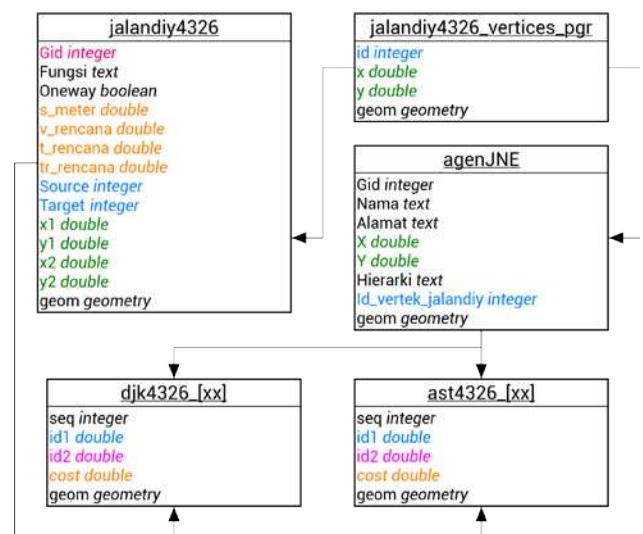 jalandiy4326
Gid integer
Fungsi text
Oneway boolean
s_meter double
v_rencana double
t_rencana double
tr_rencana double
Source integer
Target integer
x1 double
y1 double
x2 double
y2 double
geom geometry
jalandiy4326_vertices_pgr
id integer
x double
y double
geom geometry
agenJNE
Gid integer
Nama text
Alamat text
X double
Y double
Hierarki text
Id_vertek_jalandiy integer
geom geometry
djk4326_[xx]
seq integer
id1 double
id2 double
cost double
geom geometry
ast4326_[xx]
seq integer
id1 double
id2 double
cost double
geom geometry